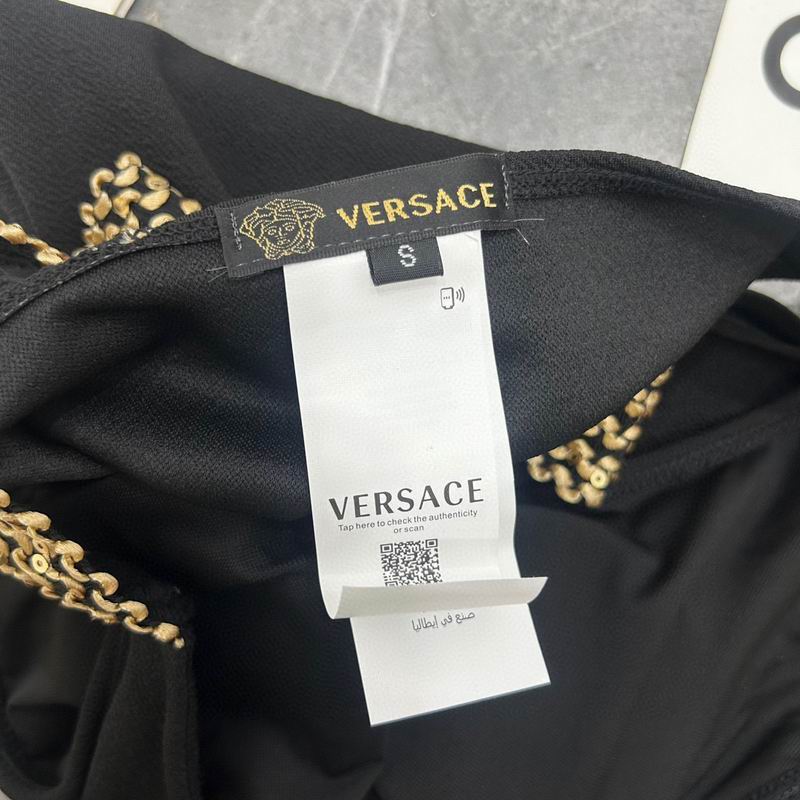 VERSACE
S
VERSACE
Tap here to check the authenticity
or scan
صنع في إيطاليا